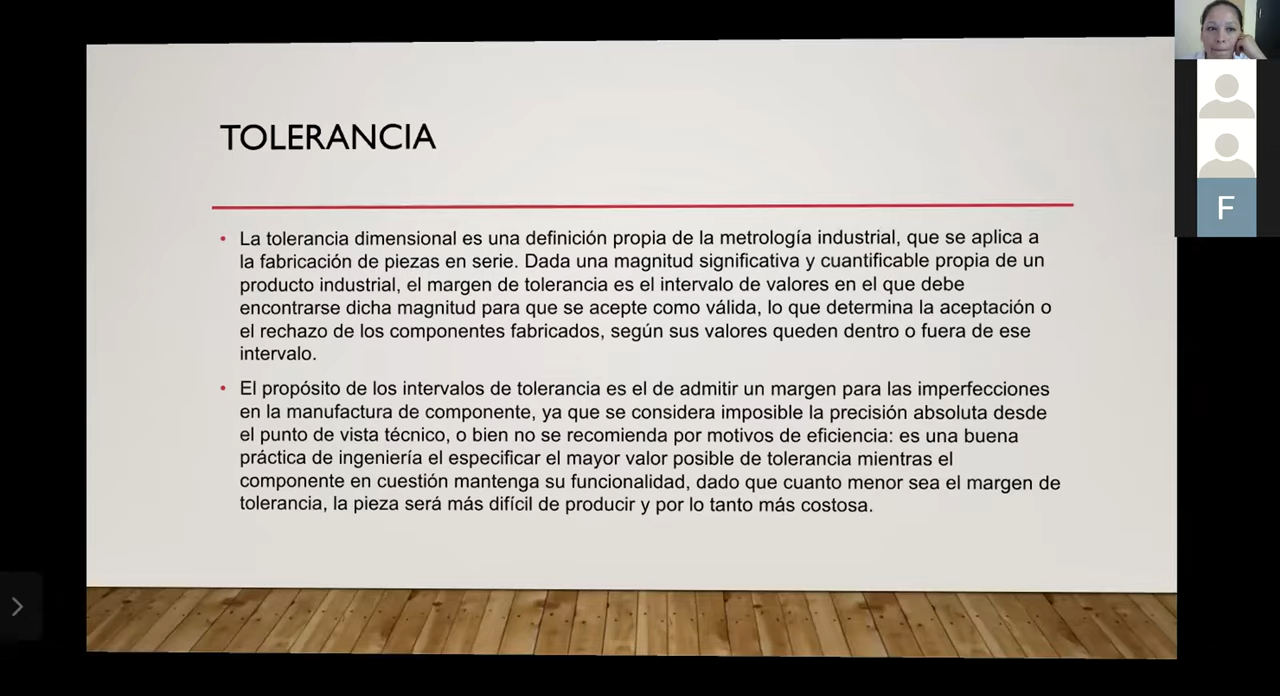 TOLERANCIA
• La tolerancia dimensional es una definición propia de la metrología industrial, que se aplica a
la fabricación de piezas en serie. Dada una magnitud significativa y cuantificable propia de un
producto industrial, el margen de tolerancia es el intervalo de valores en el que debe
encontrarse dicha magnitud para que se acepte como válida, lo que determina la aceptación o
el rechazo de los componentes fabricados, según sus valores queden dentro o fuera de ese
intervalo.
• El propósito de los intervalos de tolerancia es el de admitir un margen para las imperfecciones
en la manufactura de componente, ya que se considera imposible la precisión absoluta desde
el punto de vista técnico, o bien no se recomienda por motivos de eficiencia: es una buena
práctica de ingeniería el especificar el mayor valor posible de tolerancia mientras el
componente en cuestión mantenga su funcionalidad, dado que cuanto menor sea el margen de
tolerancia, la pieza será más difícil de producir y por lo tanto más costosa.
F